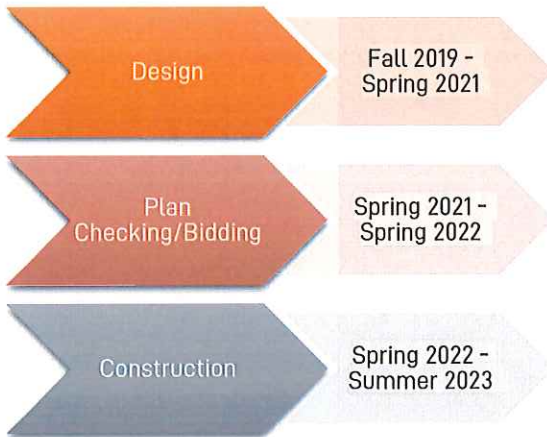 Design
Fall 2019 -
Spring 2021
Plan
Checking/Bidding
Spring 2021 -
Spring 2022
Construction
Spring 2022 -
Summer 2023